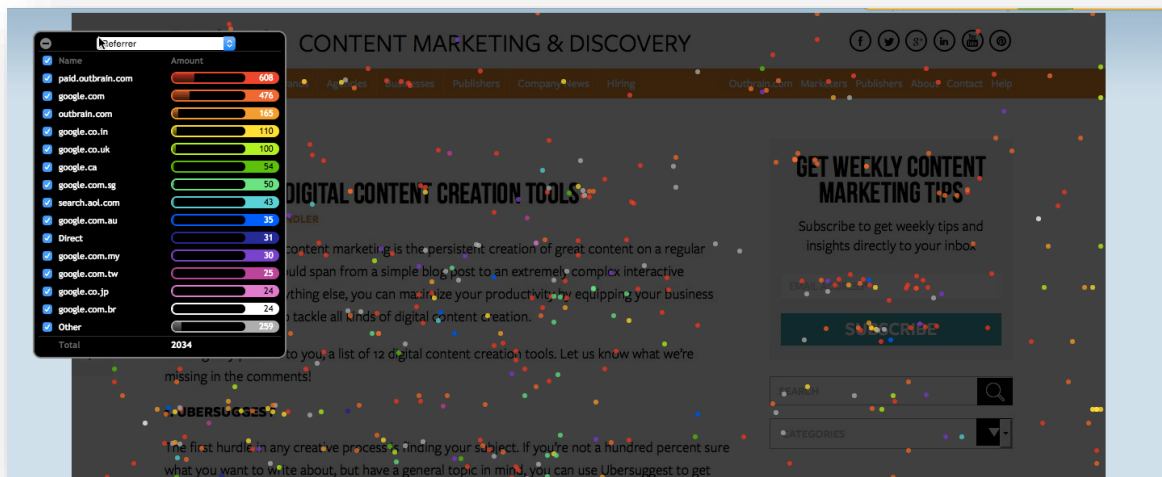 Referrer
Name Amount
paid.outbrain.com 608
google.com 476
outbrain.com 165
google.co.in 110
google.co.uk 100
google.ca 54
google.com.sg 50
search.aol.com 43
google.com.au 35
Direct 31
google.com.my 30
google.com.tw 25
google.co.jp 24
google.com.br 24
Other 259
Total 2034
CONTENT MARKETING & DISCOVERY
Agencies Businesses Publishers Company News Hiring
Outbrain.com Marketers Publishers About Contact Help
DIGITAL CONTENT CREATION TOOLS
content marketing is the persistent creation of great content on a regular
span from a simple blog post to an extremely complex interactive
else, you can maximize your productivity by equipping your business
tackle all kinds of digital content creation.
to you, a list of 12 digital content creation tools. Let us know what we're
missing in the comments!
UBERSUGGEST
The first hurdle in any creative process is finding your subject. If you're not a hundred percent sure
what you want to write about, but have a general topic in mind, you can use Ubersuggest to get
GET WEEKLY CONTENT
MARKETING TIPS
Subscribe to get weekly tips and
insights directly to your inbox
SUBSCRIBE
SEARCH
CATEGORIES